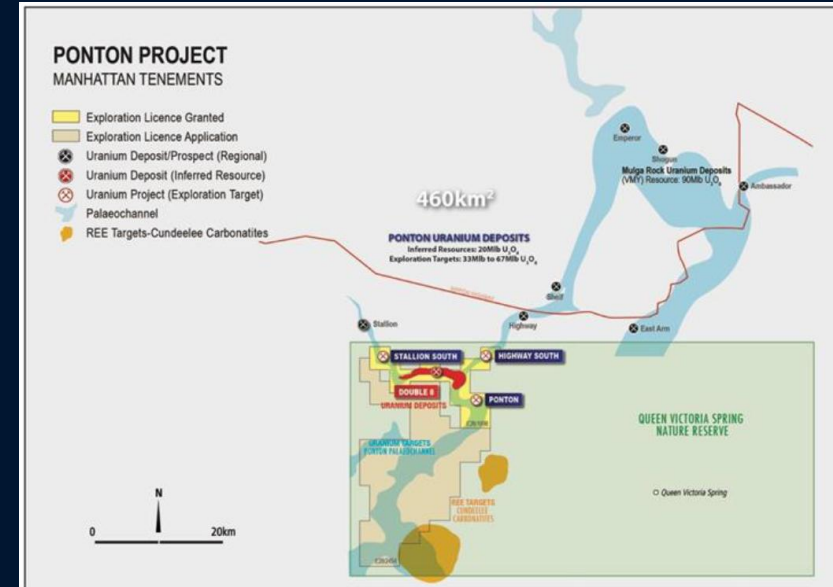 PONTON PROJECT
MANHATTAN TENEMENTS
Exploration Licence Granted
Exploration Licence Application
Uranium Deposit/Prospect (Regional)
Uranium Deposit (Inferred Resource)
Uranium Project (Exploration Target)
Palaeochannel
REE Targets-Cundeelee Carbonatites
460km²
PONTON URANIUM DEPOSITS
Inferred Resources: 20Mlb U₃O₈
Exploration Targets: 33Mlb to 67Mlb U₃O₈
Emperor
Shogun
Mulga Rock Uranium Deposits
(VMY) Resource: 90Mlb U₃O₈
Ambassador
Shelf
Highway
East Arm
Stallion
STALLION SOUTH
HIGHWAY SOUTH
DOUBLE 8
URANIUM DEPOSITS
PONTON
URANIUM TARGETS
PONTON PALAEOCHANNEL
QUEEN VICTORIA SPRING
NATURE RESERVE
Queen Victoria Spring
REE TARGETS
CUNDEELEE
CARBONATITES
N
0 20km